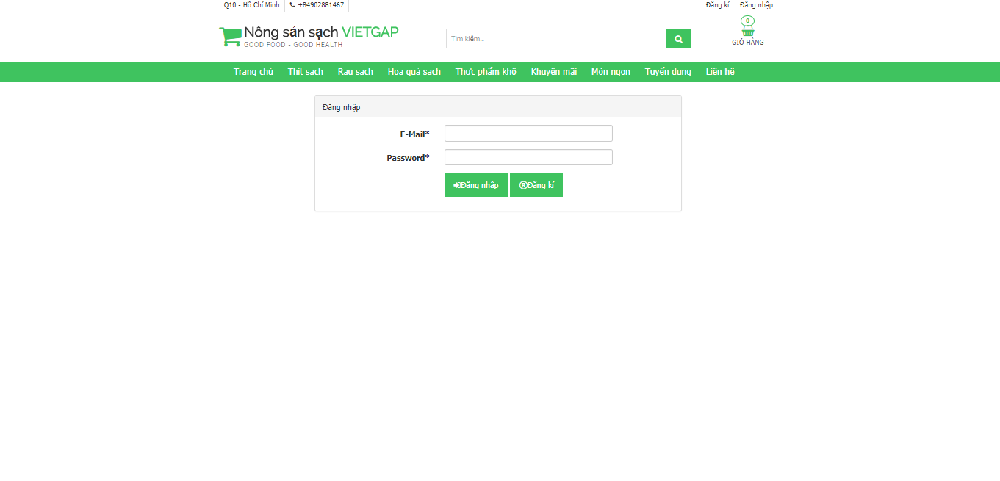 Q10 - Hồ Chí Minh +84902881467 Đăng kí Đăng nhập
Nông sản sạch VIETGAP
GOOD FOOD - GOOD HEALTH
Tìm kiếm...
0
GIỎ HÀNG
Trang chủ Thịt sạch Rau sạch Hoa quả sạch Thực phẩm khô Khuyến mãi Món ngon Tuyển dụng Liên hệ
Đăng nhập
E-Mail*
Password*
Đăng nhập ®Đăng kí